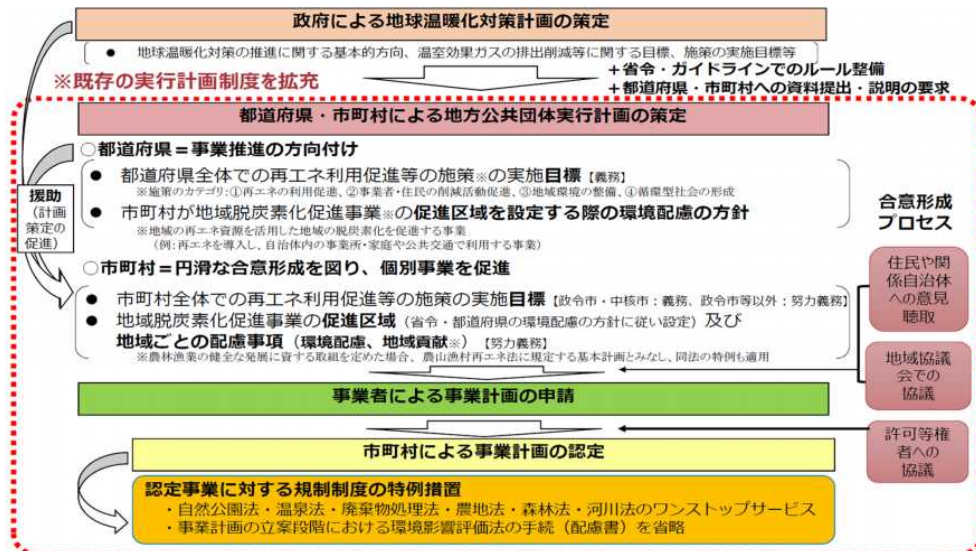 政府による地球温暖化対策計画の策定
● 地球温暖化対策の推進に関する基本的方向、温室効果ガスの排出削減等に関する目標、施策の実施目標等
※既存の実行計画制度を拡充
+省令・ガイドラインでのルール整備
+都道府県・市町村への資料提出・説明の要求
都道府県・市町村による地方公共団体実行計画の策定
○都道府県=事業推進の方向付け
● 都道府県全体での再エネ利用促進等の施策※の実施目標【義務】
※施策のカテゴリ:①再エネの利用促進、②事業者・住民の削減活動促進、③地域環境の整備、④循環型社会の形成
● 市町村が地域脱炭素化促進事業※の促進区域を設定する際の環境配慮の方針
※地域の再エネ資源を活用した地域の脱炭素化を促進する事業
(例:再エネを導入し、自治体内の事業所・家庭や公共交通で利用する事業)
○市町村=円滑な合意形成を図り、個別事業を促進
● 市町村全体での再エネ利用促進等の施策の実施目標【政令市・中核市:義務、政令市等以外:努力義務】
● 地域脱炭素化促進事業の促進区域(省令・都道府県の環境配慮の方針に従い設定)及び
地域ごとの配慮事項(環境配慮、地域貢献※)【努力義務】
※農林漁業の健全な発展に資する取組を定めた場合、農山漁村再エネ法に規定する基本計画とみなし、同法の特例も適用
援助
(計画
策定の
促進)
合意形成
プロセス
住民や関
係自治体
への意見
聴取
地域協議
会での
協議
許可等権
者への
協議
事業者による事業計画の申請
市町村による事業計画の認定
認定事業に対する規制制度の特例措置
・自然公園法・温泉法・廃棄物処理法・農地法・森林法・河川法のワンストップサービス
・事業計画の立案段階における環境影響評価法の手続(配慮書)を省略